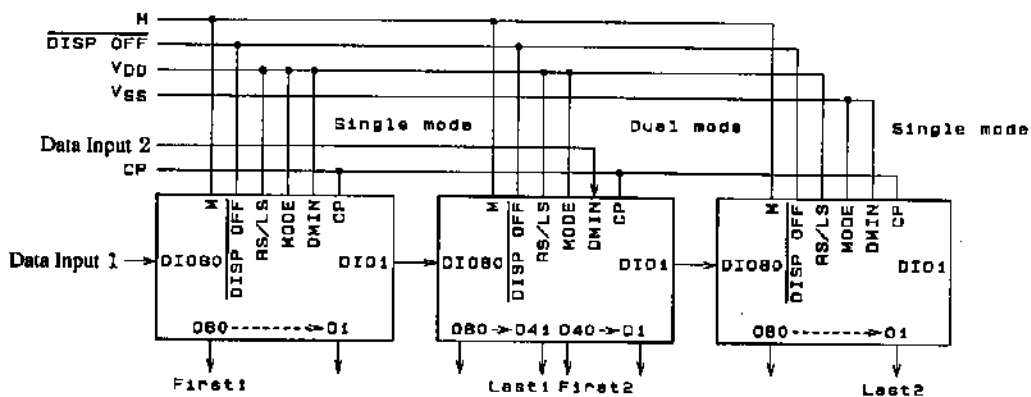 M
DISP OFF
VDD
VSS
Single mode Dual mode Single mode
Data Input 2
CP
M DISP OFF RS/LS MODE DMIN CP
M DISP OFF RS/LS MODE DMIN CP
M DISP OFF RS/LS MODE DMIN CP
Data Input 1 DIO80 DIO1 DIO80 DIO1 DIO80 DIO1
O80 O1 O80 O41 O40 O1 O80 O1
First1 Last1 First2 Last2